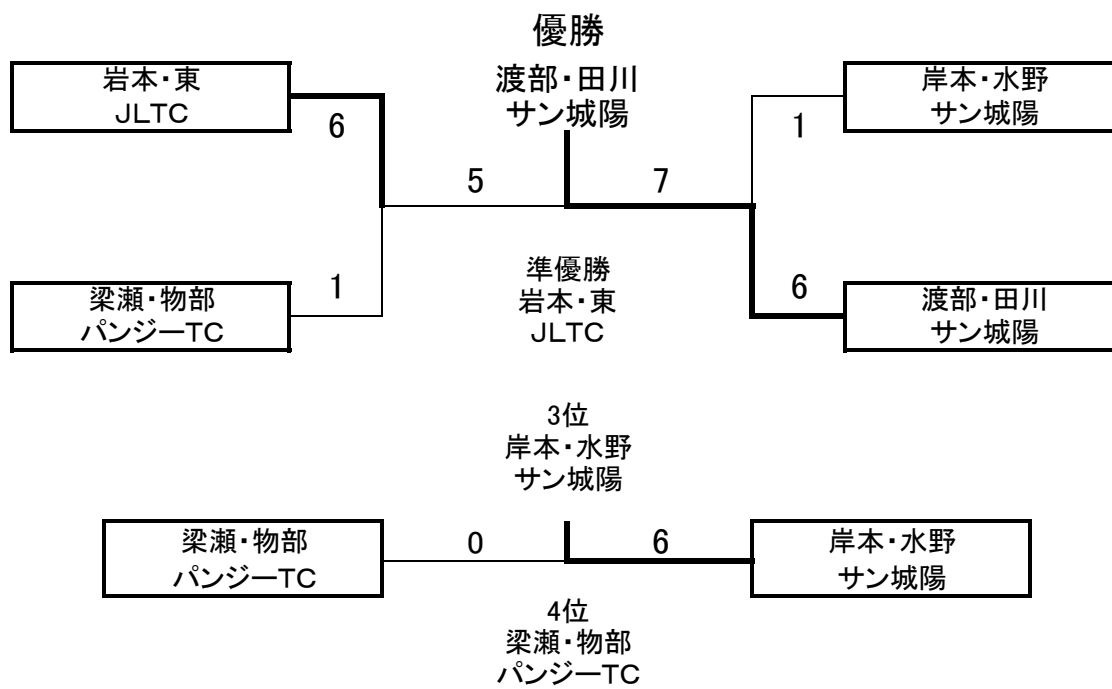 優勝
岩本・東
JLTC
渡部・田川
サン城陽
岸本・水野
サン城陽
6
1
5
7
梁瀬・物部
パンジーTC
1
準優勝
岩本・東
JLTC
6
渡部・田川
サン城陽
3位
岸本・水野
サン城陽
梁瀬・物部
パンジーTC
0
6
岸本・水野
サン城陽
4位
梁瀬・物部
パンジーTC